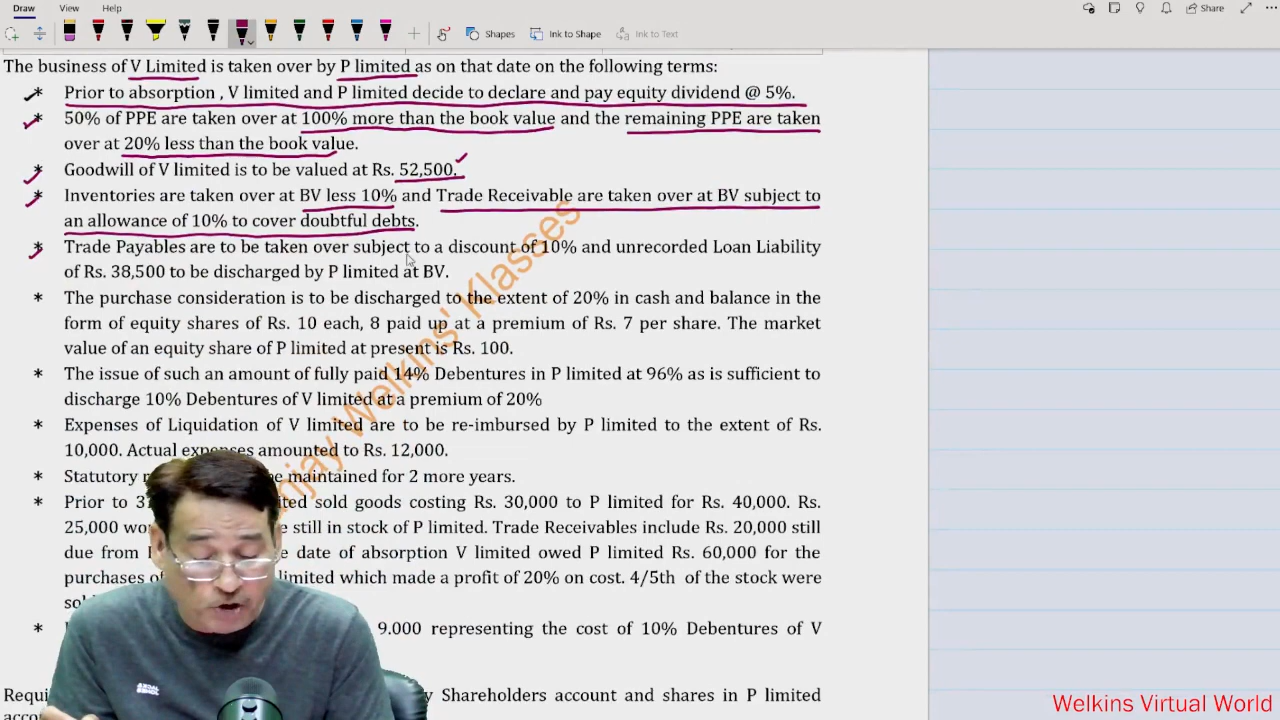 Draw View Help
Shapes Ink to Shape Ink to Text Share
The business of V Limited is taken over by P limited as on that date on the following terms:
* Prior to absorption , V limited and P limited decide to declare and pay equity dividend @ 5%.
* 50% of PPE are taken over at 100% more than the book value and the remaining PPE are taken
over at 20% less than the book value.
* Goodwill of V limited is to be valued at Rs. 52,500.
* Inventories are taken over at BV less 10% and Trade Receivable are taken over at BV subject to
an allowance of 10% to cover doubtful debts.
* Trade Payables are to be taken over subject to a discount of 10% and unrecorded Loan Liability
of Rs. 38,500 to be discharged by P limited at BV.
* The purchase consideration is to be discharged to the extent of 20% in cash and balance in the
form of equity shares of Rs. 10 each, 8 paid up at a premium of Rs. 7 per share. The market
value of an equity share of P limited at present is Rs. 100.
* The issue of such an amount of fully paid 14% Debentures in P limited at 96% as is sufficient to
discharge 10% Debentures of V limited at a premium of 20%
* Expenses of Liquidation of V limited are to be re-imbursed by P limited to the extent of Rs.
10,000. Actual expenses amounted to Rs. 12,000.
* Statutory be maintained for 2 more years.
* Prior to sold goods costing Rs. 30,000 to P limited for Rs. 40,000. Rs.
25,000 still in stock of P limited. Trade Receivables include Rs. 20,000 still
due from date of absorption V limited owed P limited Rs. 60,000 for the
purchases of limited which made a profit of 20% on cost. 4/5th of the stock were
* 9.000 representing the cost of 10% Debentures of V
Shareholders account and shares in P limited
Welkins' Klasses
Welkins Virtual World